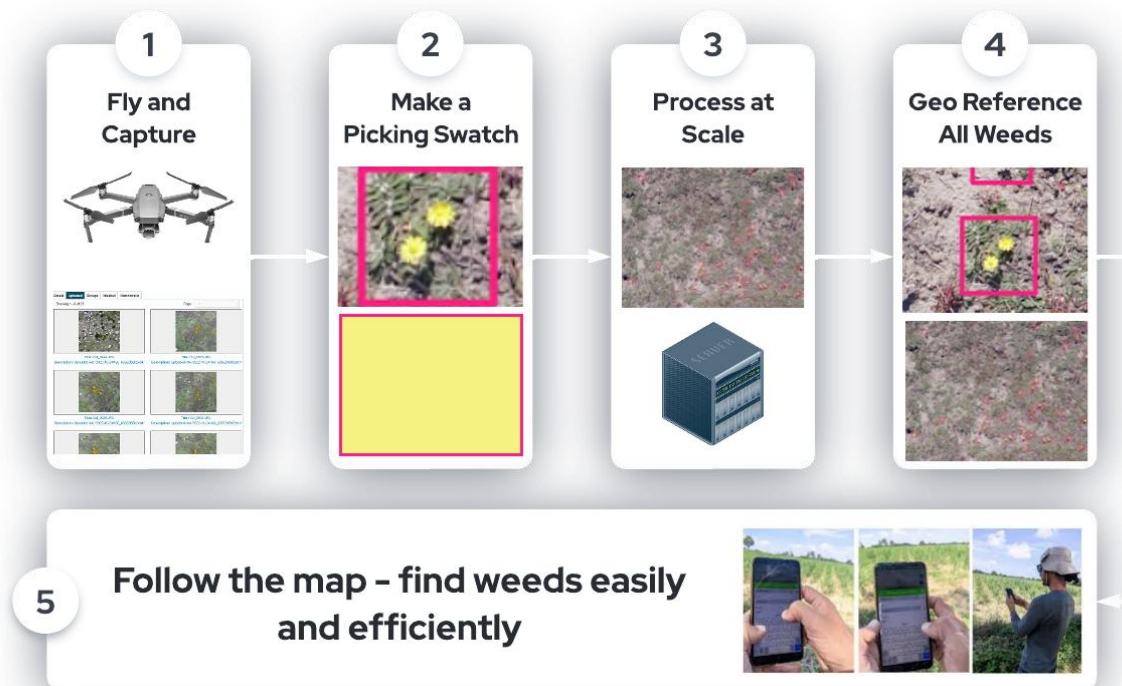 1
Fly and
Capture
2
Make a
Picking Swatch
3
Process at
Scale
SERVER
4
Geo Reference
All Weeds
5
Follow the map - find weeds easily
and efficiently